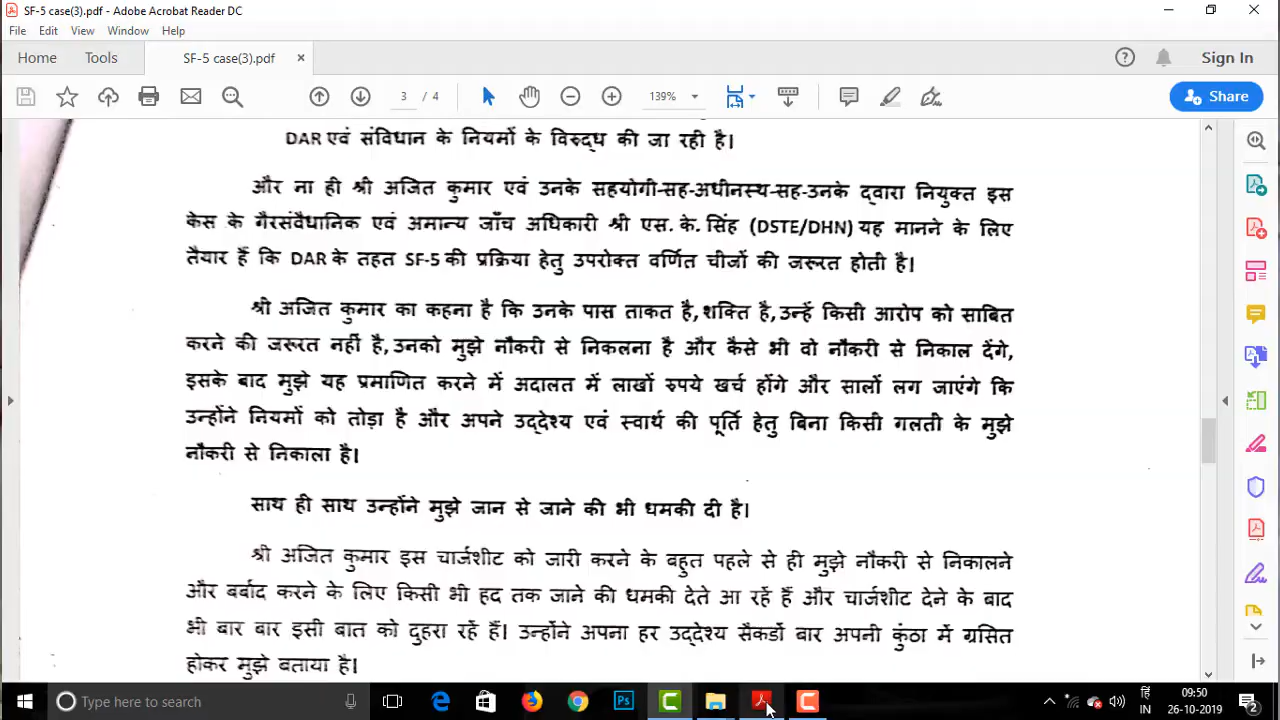 SF-5 case(3).pdf - Adobe Acrobat Reader DC
File Edit View Window Help
Home Tools SF-5 case(3).pdf × Sign In
3 / 4 139% Share
DAR एवं संविधान के नियमों के विरुद्ध की जा रही है।
और ना ही श्री अजित कुमार एवं उनके सहयोगी-सह-अधीनस्थ-सह-उनके द्वारा नियुक्त इस
केस के गैरसंवैधानिक एवं अमान्य जाँच अधिकारी श्री एस. के. सिंह (DSTE/DHN) यह मानने के लिए
तैयार हैं कि DAR के तहत SF-5 की प्रक्रिया हेतु उपरोक्त वर्णित चीजों की जरूरत होती है।
श्री अजित कुमार का कहना है कि उनके पास ताकत है, शक्ति है, उन्हें किसी आरोप को साबित
करने की जरूरत नहीं है, उनको मुझे नौकरी से निकलना है और कैसे भी वो नौकरी से निकाल देंगे,
इसके बाद मुझे यह प्रमाणित करने में अदालत में लाखों रुपये खर्च होंगे और सालों लग जाएंगे कि
उन्होंने नियमों को तोड़ा है और अपने उद्देश्य एवं स्वार्थ की पूर्ति हेतु बिना किसी गलती के मुझे
नौकरी से निकाला है।
साथ ही साथ उन्होंने मुझे जान से जाने की भी धमकी दी है।
श्री अजित कुमार इस चार्जशीट को जारी करने के बहुत पहले से ही मुझे नौकरी से निकालने
और बर्बाद करने के लिए किसी भी हद तक जाने की धमकी देते आ रहें हैं और चार्जशीट देने के बाद
भी बार बार इसी बात को दुहरा रहें हैं। उन्होंने अपना हर उद्देश्य सैकडों बार अपनी कुंठा में ग्रसित
होकर मुझे बताया है।
Type here to search हि 09:50
IN 26-10-2019 2